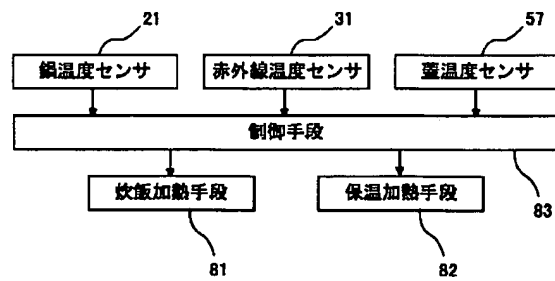 21
31
57
鍋温度センサ
赤外線温度センサ
蓋温度センサ
制御手段
炊飯加熱手段
保温加熱手段
83
81
82